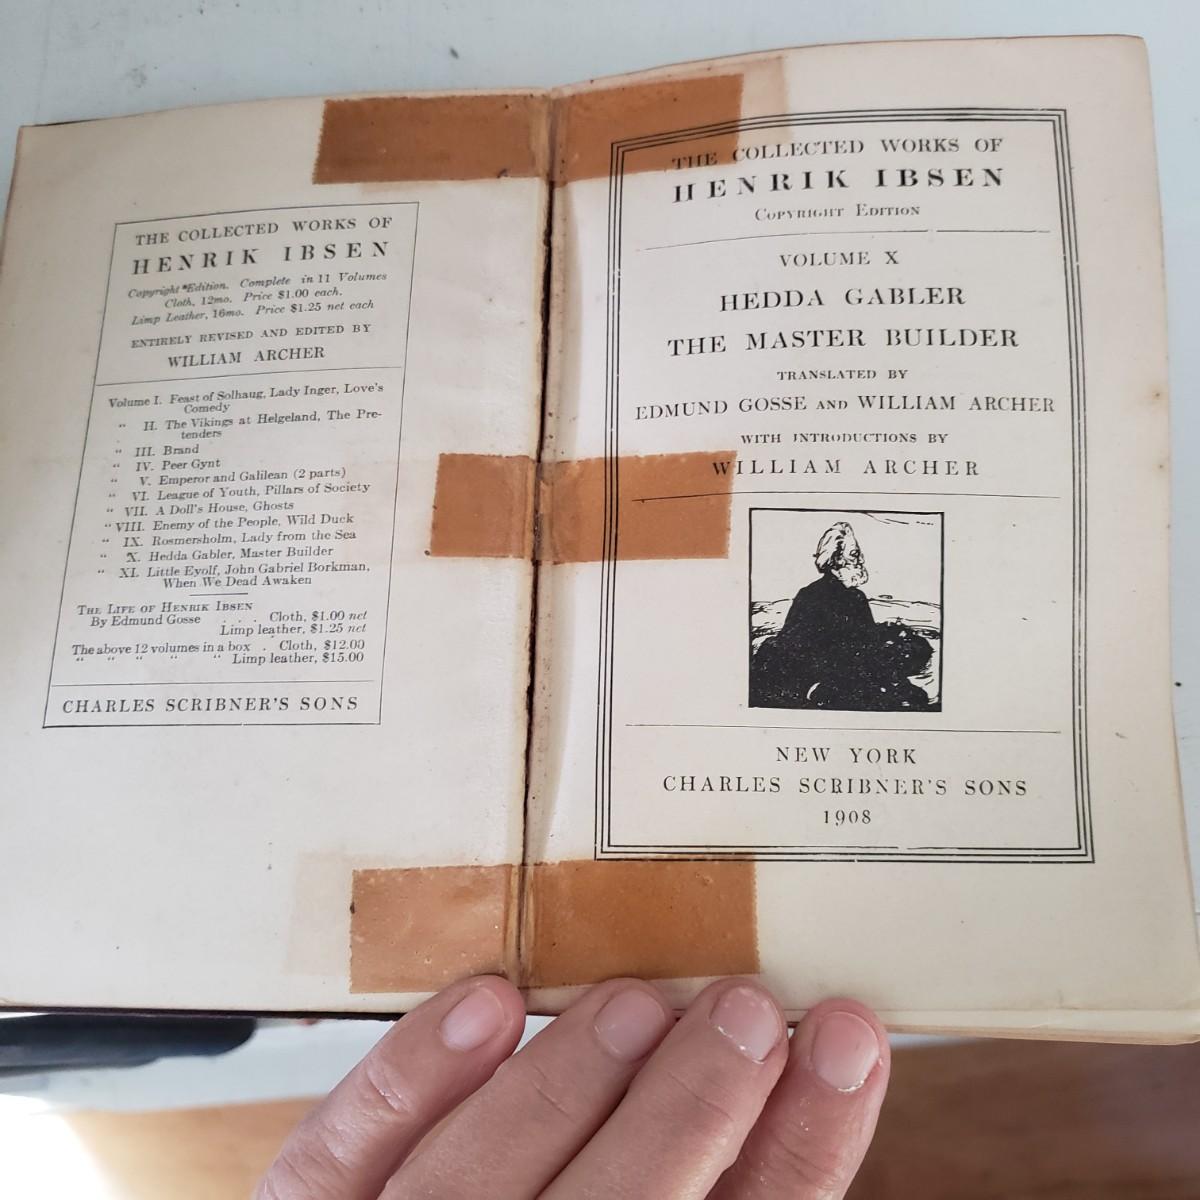 THE COLLECTED WORKS OF
HENRIK IBSEN
Copyright Edition. Complete in 11 Volumes
Cloth, 12mo. Price $1.00 each.
Limp Leather, 16mo. Price $1.25 net each
ENTIRELY REVISED AND EDITED BY
WILLIAM ARCHER
Volume I. Feast of Solhaug, Lady Inger, Love's
Comedy
" II. The Vikings at Helgeland, The Pre-
tenders
" III. Brand
" IV. Peer Gynt
" V. Emperor and Galilean (2 parts)
" VI. League of Youth, Pillars of Society
" VII. A Doll's House, Ghosts
" VIII. Enemy of the People, Wild Duck
" IX. Rosmersholm, Lady from the Sea
" X. Hedda Gabler, Master Builder
" XI. Little Eyolf, John Gabriel Borkman,
When We Dead Awaken
THE LIFE OF HENRIK IBSEN
By Edmund Gosse . . . Cloth, $1.00 net
Limp leather, $1.25 net
The above 12 volumes in a box . Cloth, $12.00
" " " " " Limp leather, $15.00
CHARLES SCRIBNER'S SONS
THE COLLECTED WORKS OF
HENRIK IBSEN
COPYRIGHT EDITION
VOLUME X
HEDDA GABLER
THE MASTER BUILDER
TRANSLATED BY
EDMUND GOSSE AND WILLIAM ARCHER
WITH INTRODUCTIONS BY
WILLIAM ARCHER
NEW YORK
CHARLES SCRIBNER'S SONS
1908